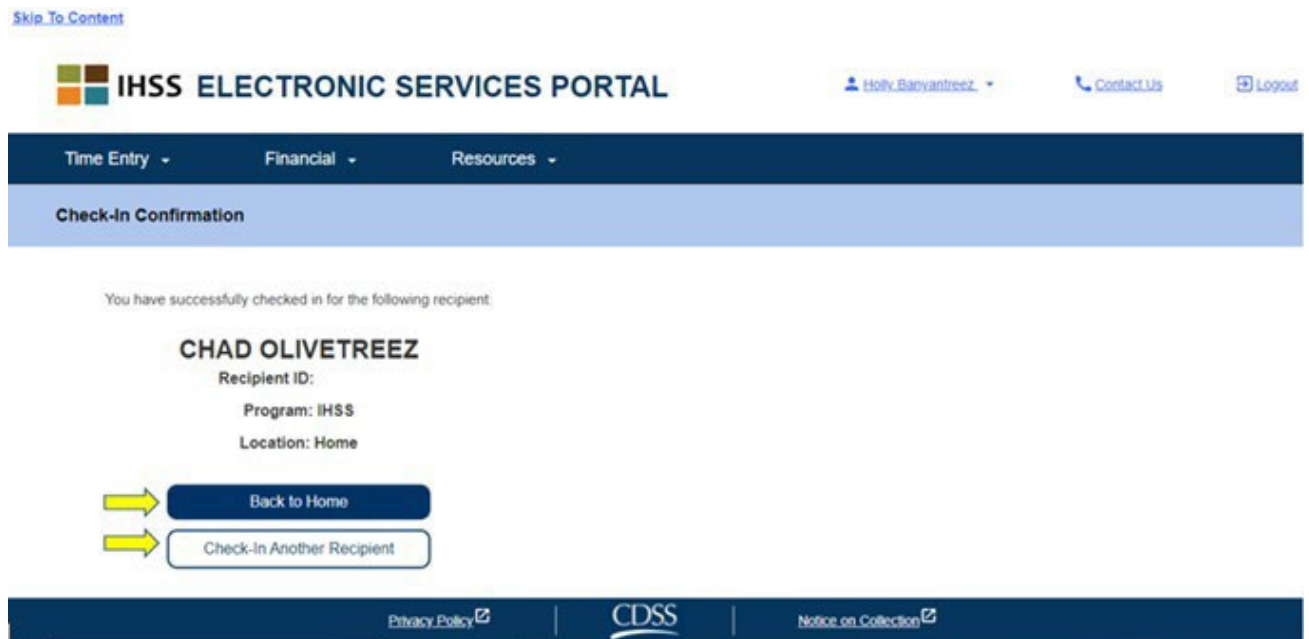 Skip To Content
IHSS ELECTRONIC SERVICES PORTAL
Holly Banyantreez
Contact Us
Logout
Time Entry
Financial
Resources
Check-In Confirmation
You have successfully checked in for the following recipient:
CHAD OLIVETREEZ
Recipient ID:
Program: IHSS
Location: Home
Back to Home
Check-In Another Recipient
Privacy Policy
CDSS
Notice on Collection